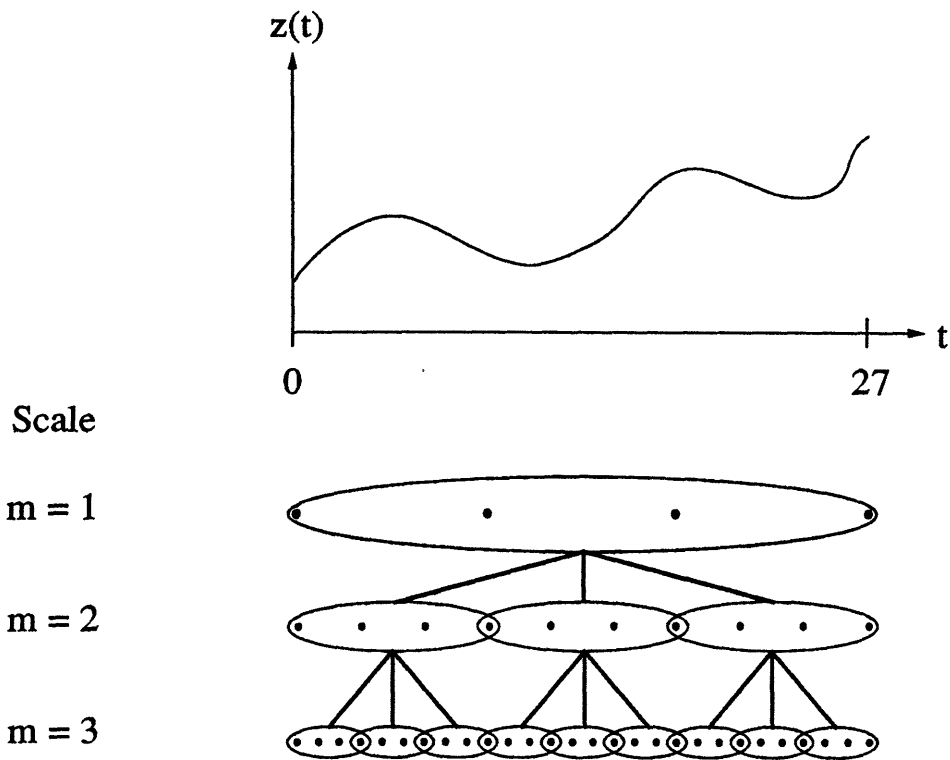 z(t)
t
0 27
Scale
m = 1
m = 2
m = 3